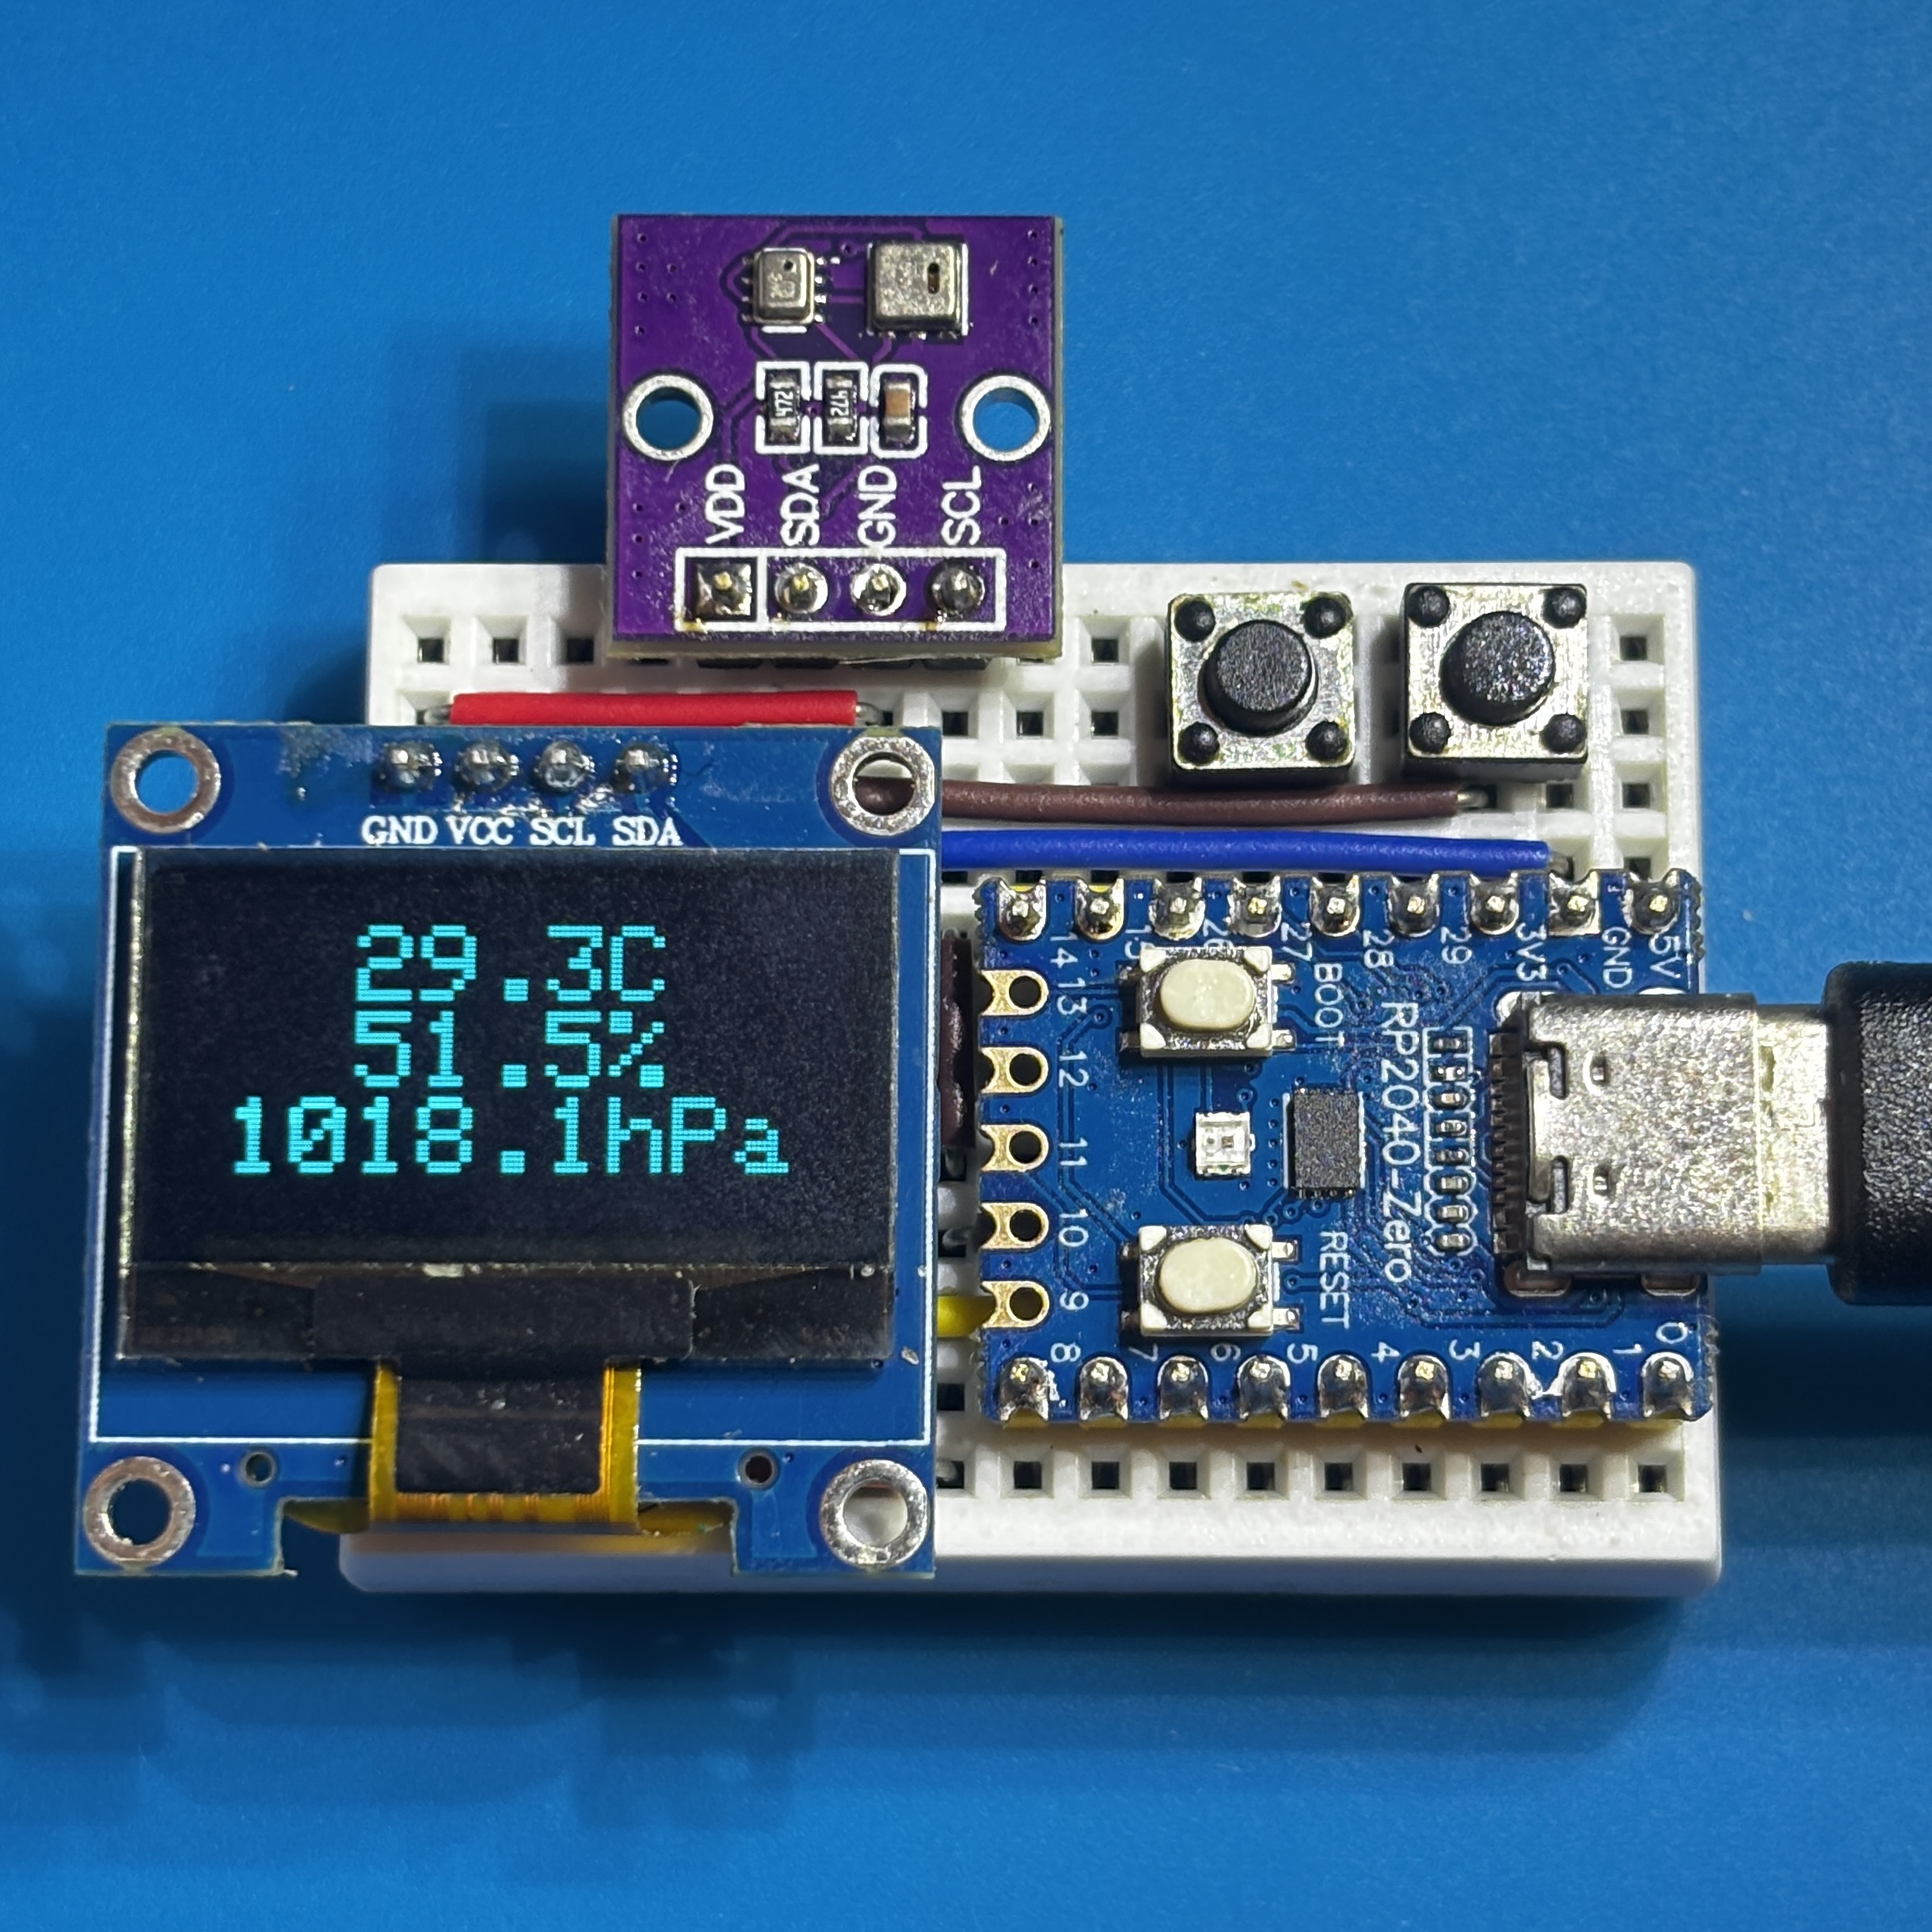 472
472
VDD
SDA
GND
SCL
GND VCC SCL SDA
29.3C
51.5%
1018.1hPa
14 15 26 27 28 29 3V3 GND 5V
13
12
11
10
9
BOOT
RP2040-Zero
RESET
8 7 6 5 4 3 2 1 0